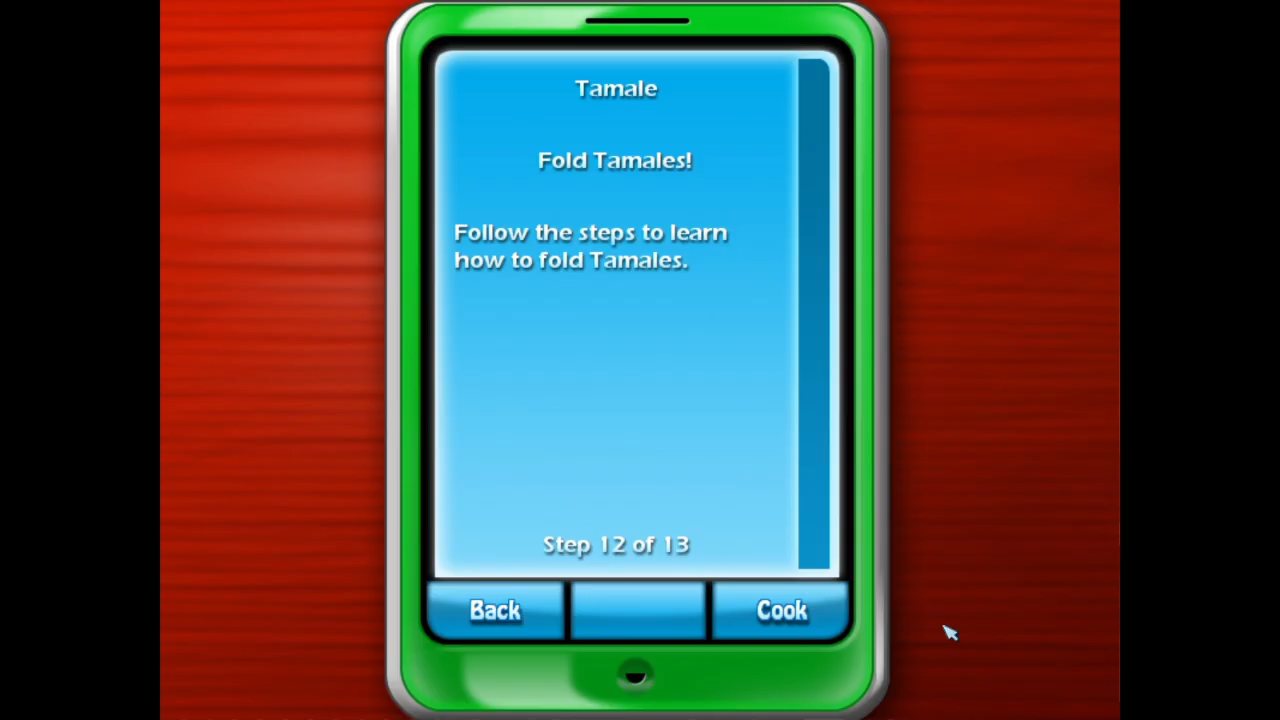 Tamale
Fold Tamales!
Follow the steps to learn
how to fold Tamales.
Step 12 of 13
Back
Cook